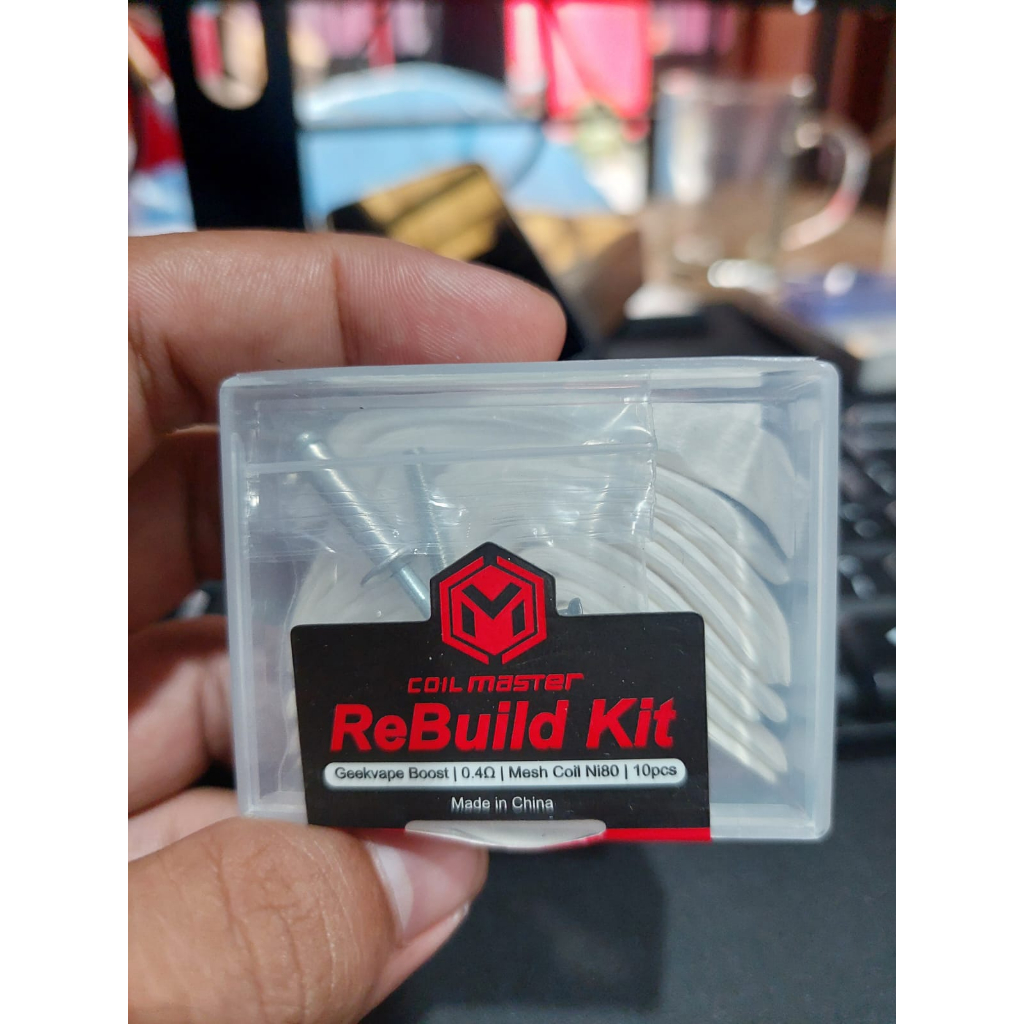 COIL MASTER
ReBuild Kit
Geekvape Boost | 0.4Ω | Mesh Coil Ni80 | 10pcs
Made in China